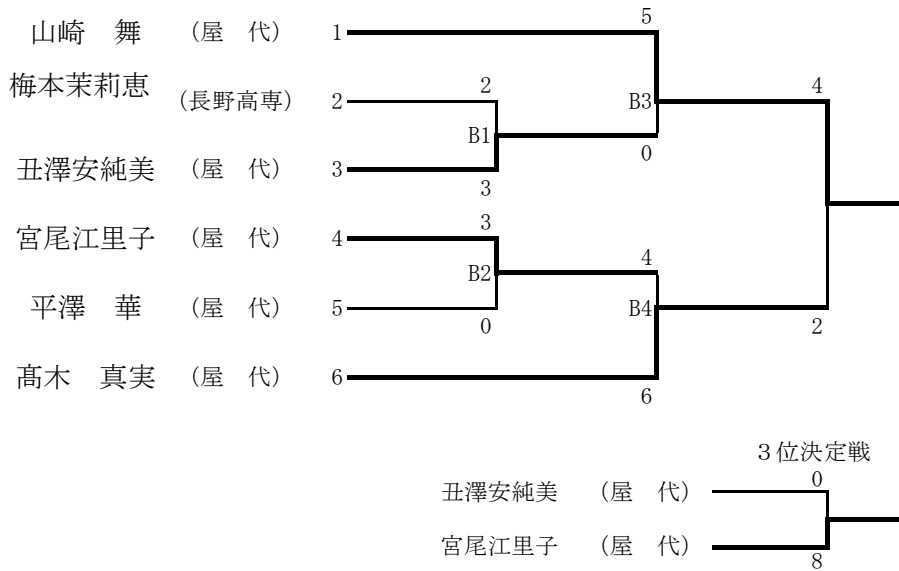 5
山崎　舞　（屋　代）　1
梅本茉莉恵　（長野高専）　2
2
B3
4
B1
0
丑澤安純美　（屋　代）　3
3
宮尾江里子　（屋　代）　4
3
4
B2
平澤　華　（屋　代）　5
0
B4
2
髙木　真実　（屋　代）　6
6
３位決定戦
0
丑澤安純美　（屋　代）
宮尾江里子　（屋　代）
8